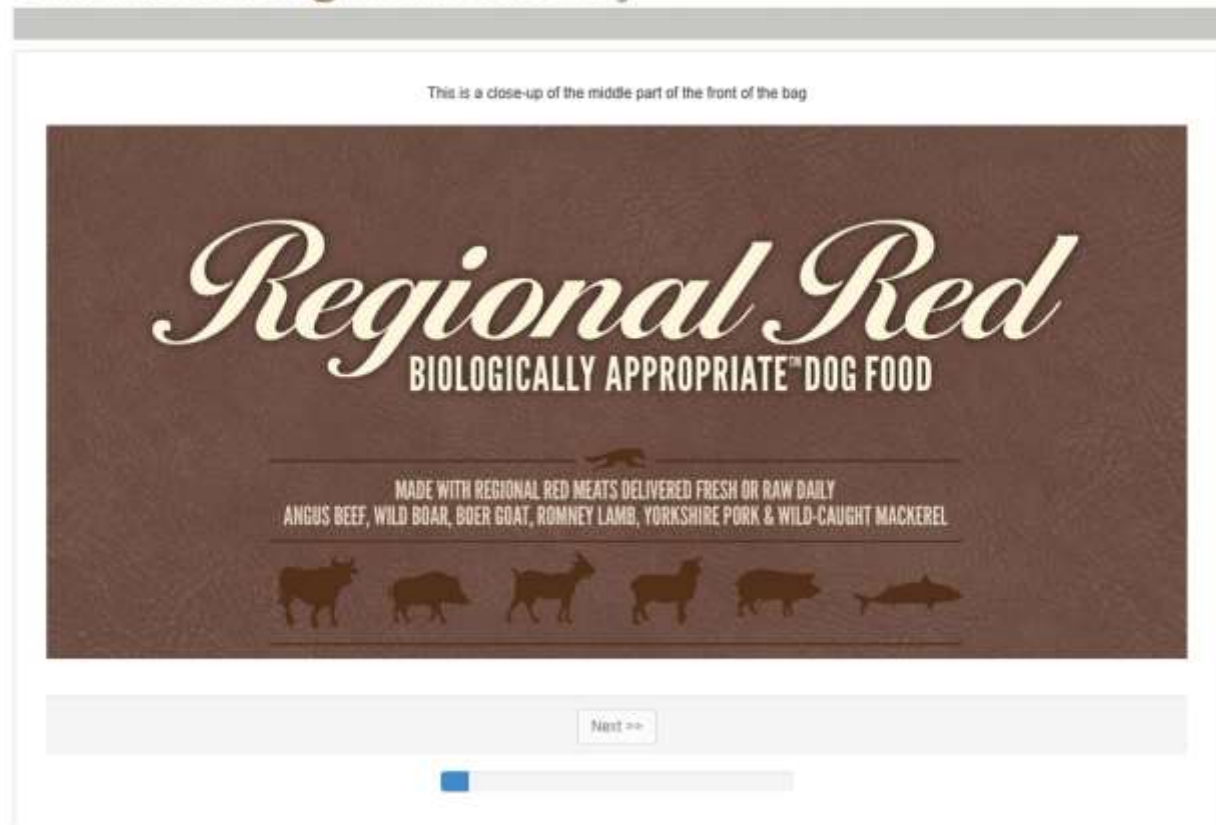 This is a close-up of the middle part of the front of the bag
Regional Red
BIOLOGICALLY APPROPRIATE™ DOG FOOD
MADE WITH REGIONAL RED MEATS DELIVERED FRESH OR RAW DAILY
ANGUS BEEF, WILD BOAR, BOER GOAT, ROMNEY LAMB, YORKSHIRE PORK & WILD-CAUGHT MACKEREL
Next >>